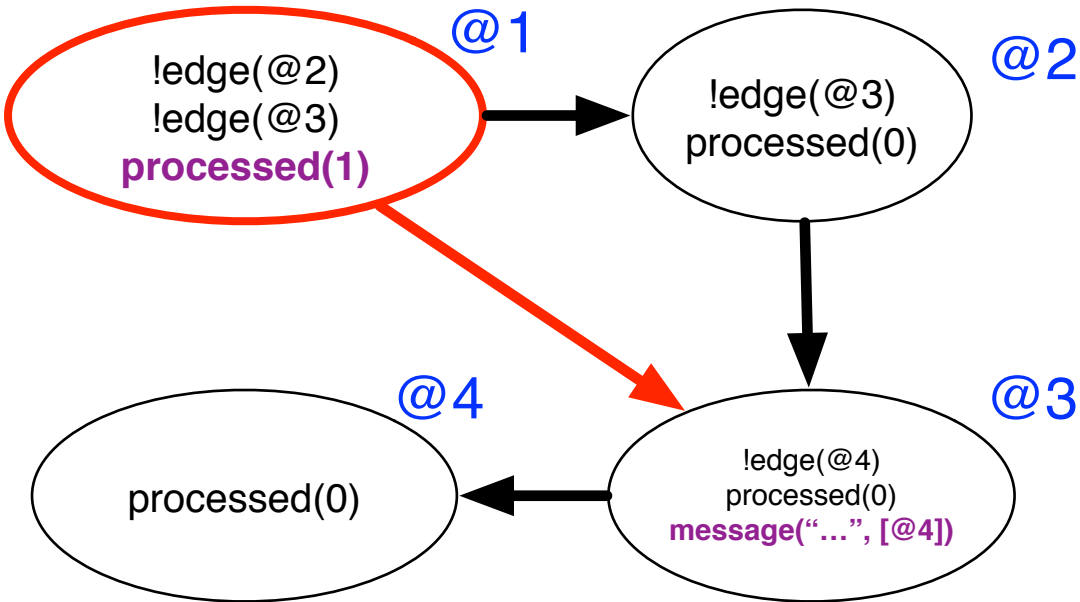 @1
!edge(@2)
!edge(@3)
processed(1)
@2
!edge(@3)
processed(0)
@4
processed(0)
@3
!edge(@4)
processed(0)
message(“…”, [@4])